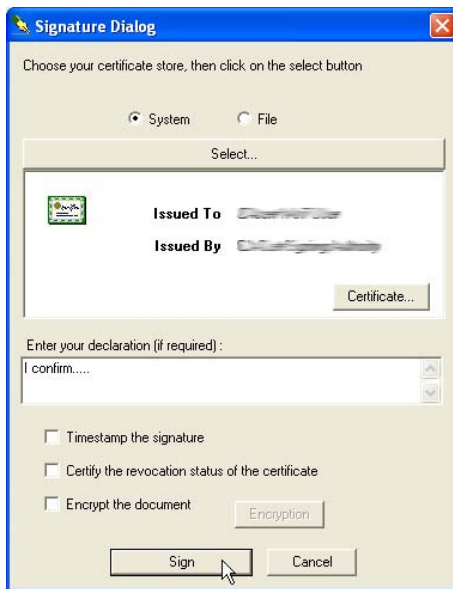 Signature Dialog
Choose your certificate store, then click on the select button
System File
Select...
Issued To
Issued By
Certificate...
Enter your declaration (if required) :
I confirm.....
Timestamp the signature
Certify the revocation status of the certificate
Encrypt the document Encryption
Sign Cancel